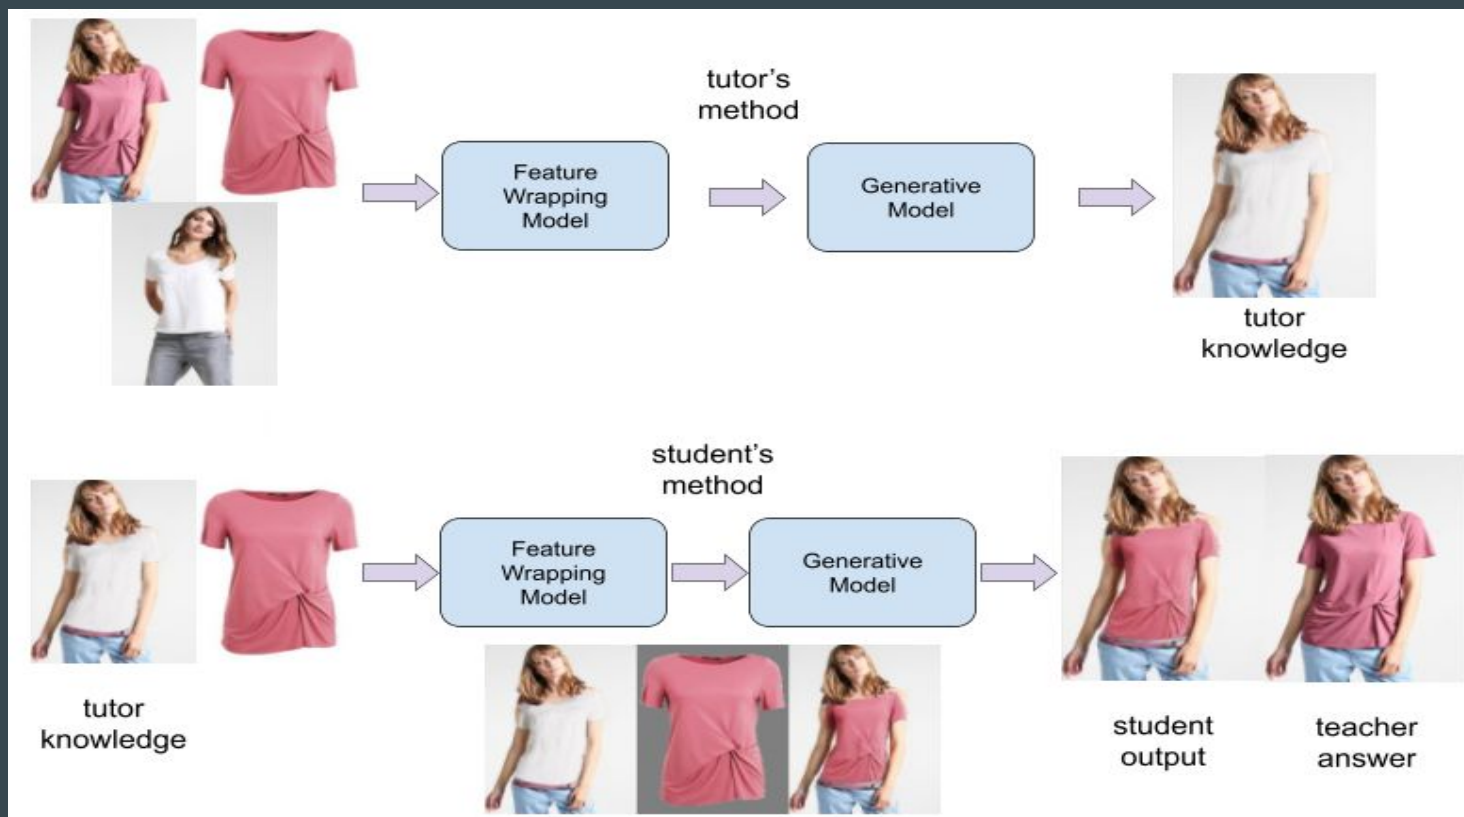 tutor's
method
Feature
Wrapping
Model
Generative
Model
tutor
knowledge
student's
method
Feature
Wrapping
Model
Generative
Model
tutor
knowledge
student
output
teacher
answer